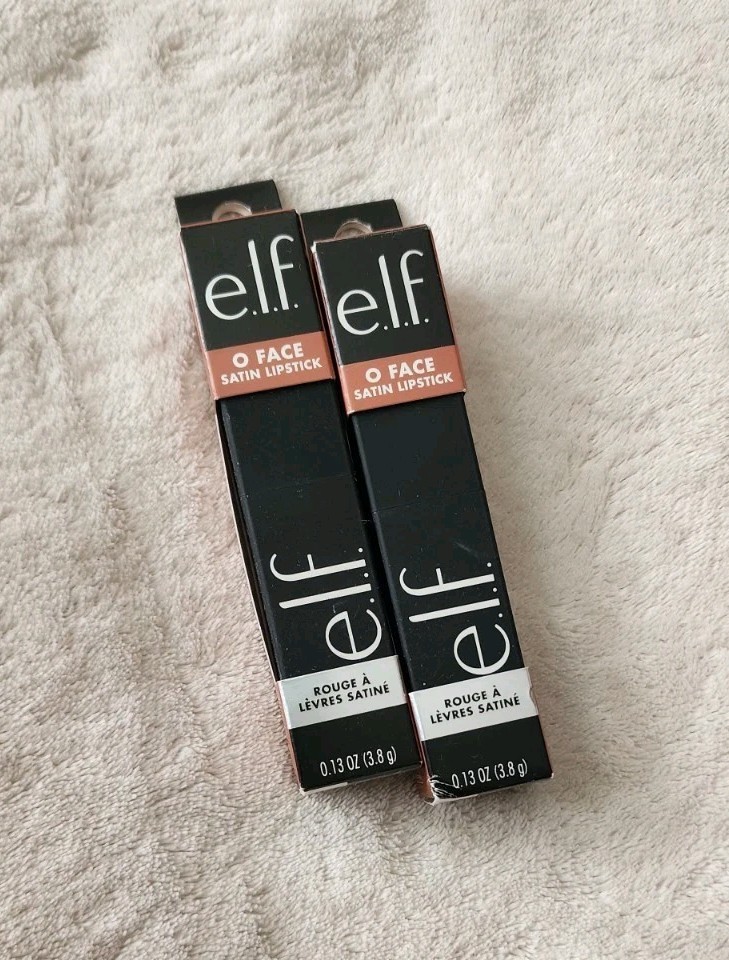 e.l.f.
O FACE
SATIN LIPSTICK
e.l.f.
ROUGE À
LÈVRES SATINÉ
0.13 OZ (3.8 g)
e.l.f.
O FACE
SATIN LIPSTICK
e.l.f.
ROUGE À
LÈVRES SATINÉ
0.13 OZ (3.8 g)